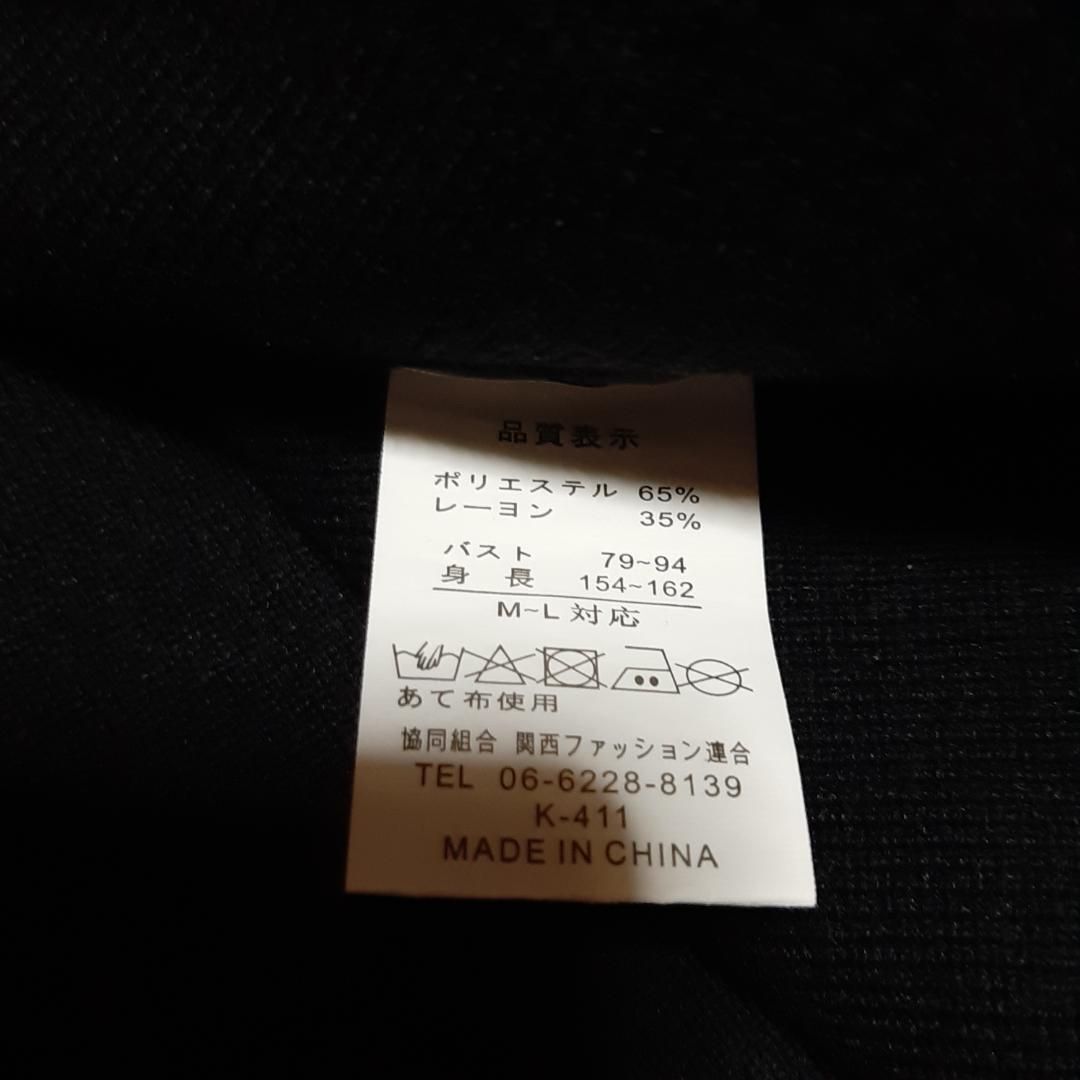 品質表示
ポリエステル 65%
レーヨン 35%
バスト 79~94
身長 154~162
M~L対応
あて布使用
協同組合 関西ファッション連合
TEL 06-6228-8139
K-411
MADE IN CHINA